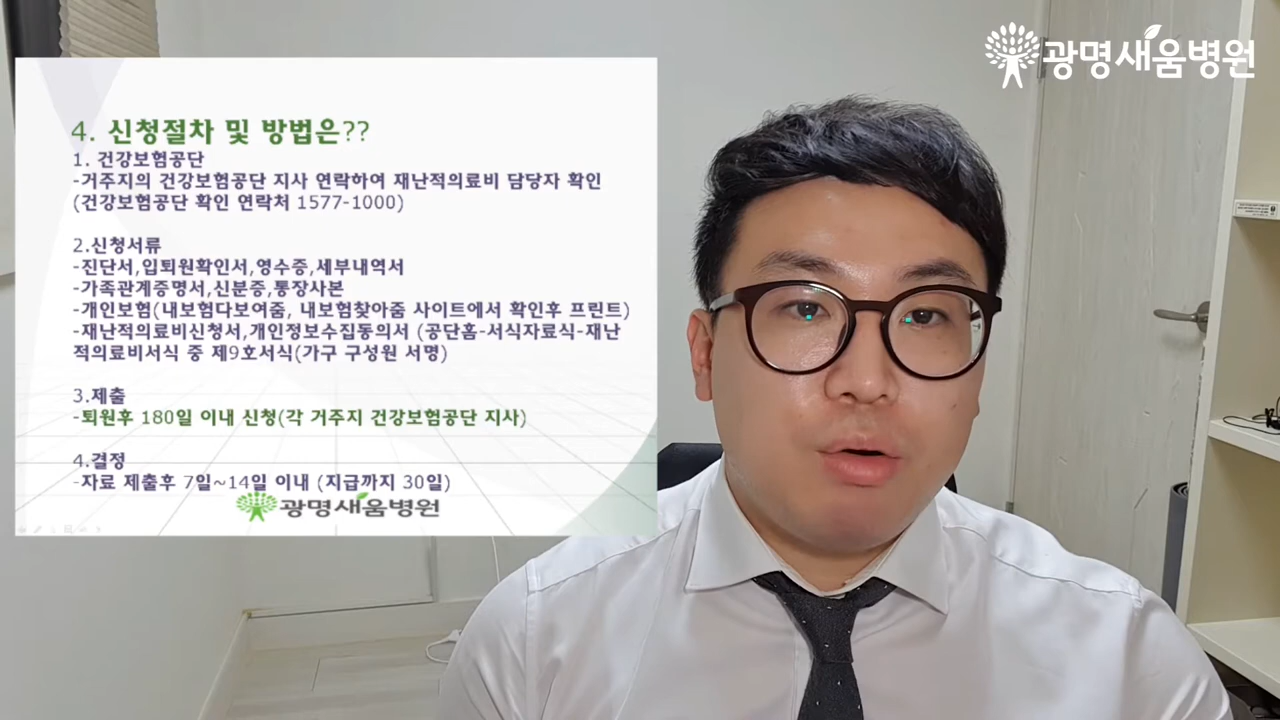 광명새움병원
4. 신청절차 및 방법은??
1. 건강보험공단
-거주지의 건강보험공단 지사 연락하여 재난적의료비 담당자 확인
(건강보험공단 확인 연락처 1577-1000)
2.신청서류
-진단서,입퇴원확인서,영수증,세부내역서
-가족관계증명서,신분증,통장사본
-개인보험(내보험다보여줌, 내보험찾아줌 사이트에서 확인후 프린트)
-재난적의료비신청서,개인정보수집동의서 (공단홈-서식자료식-재난
적의료비서식 중 제9호서식(가구 구성원 서명)
3.제출
-퇴원후 180일 이내 신청(각 거주지 건강보험공단 지사)
4.결정
-자료 제출후 7일~14일 이내 (지급까지 30일)
광명새움병원